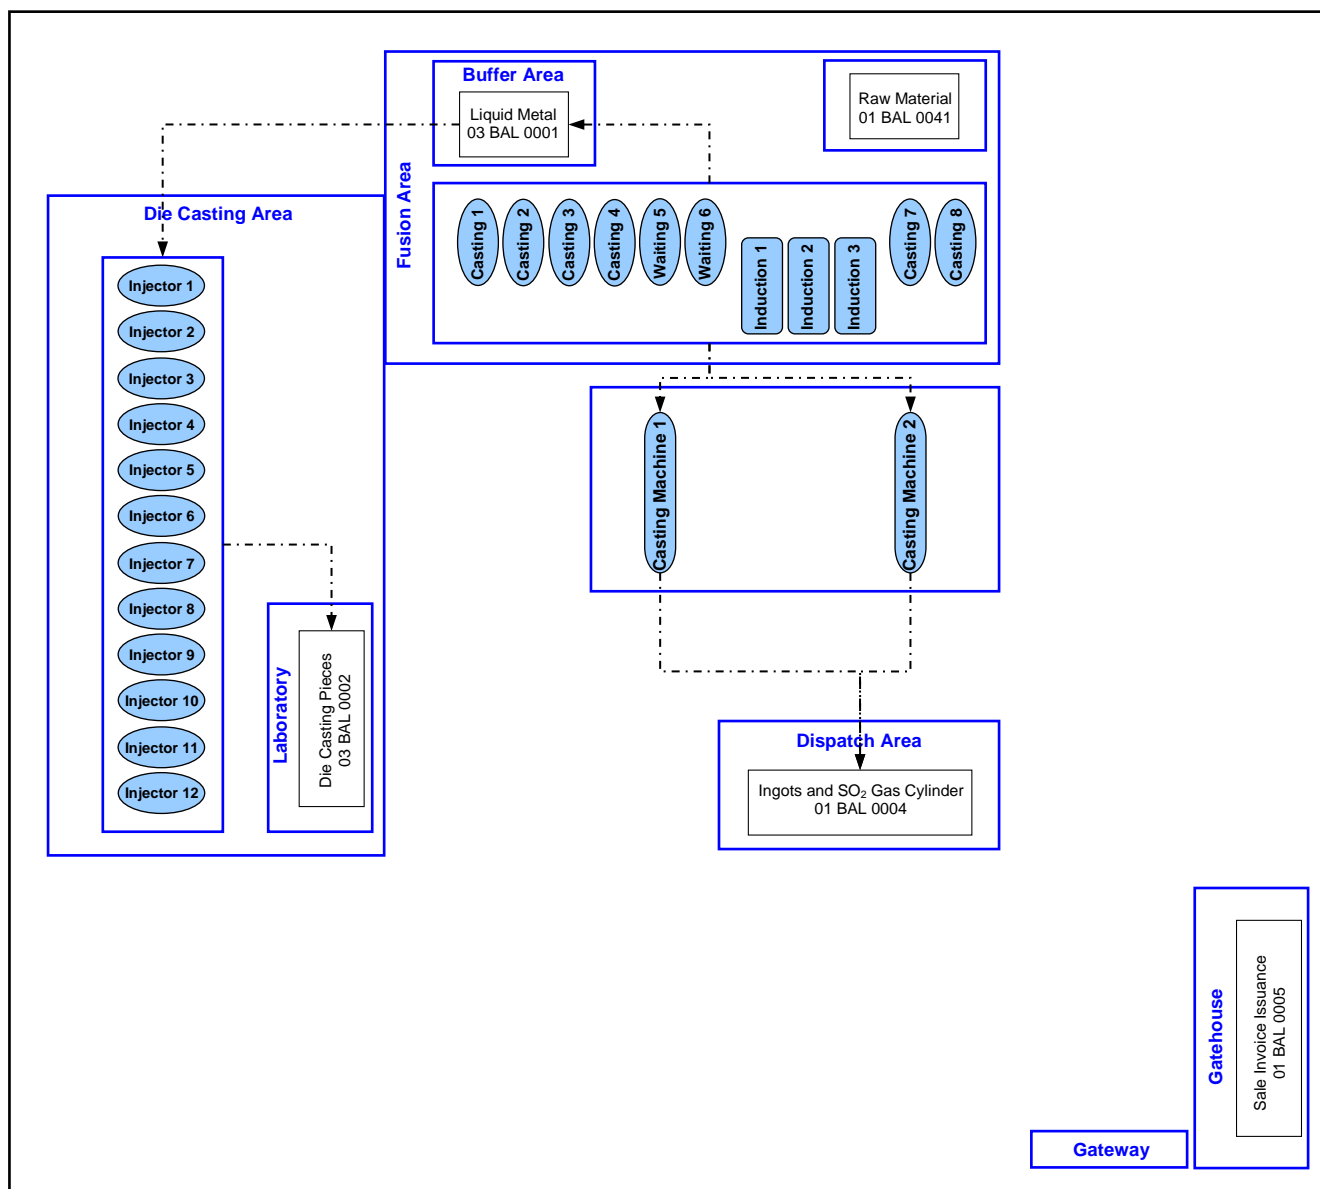 Buffer Area
Liquid Metal
03 BAL 0001
Raw Material
01 BAL 0041
Fusion Area
Casting 1
Casting 2
Casting 3
Casting 4
Waiting 5
Waiting 6
Induction 1
Induction 2
Induction 3
Casting 7
Casting 8
Die Casting Area
Injector 1
Injector 2
Injector 3
Injector 4
Injector 5
Injector 6
Injector 7
Injector 8
Injector 9
Injector 10
Injector 11
Injector 12
Laboratory
Die Casting Pieces
03 BAL 0002
Casting Machine 1
Casting Machine 2
Dispatch Area
Ingots and SO₂ Gas Cylinder
01 BAL 0004
Gatehouse
Sale Invoice Issuance
01 BAL 0005
Gateway